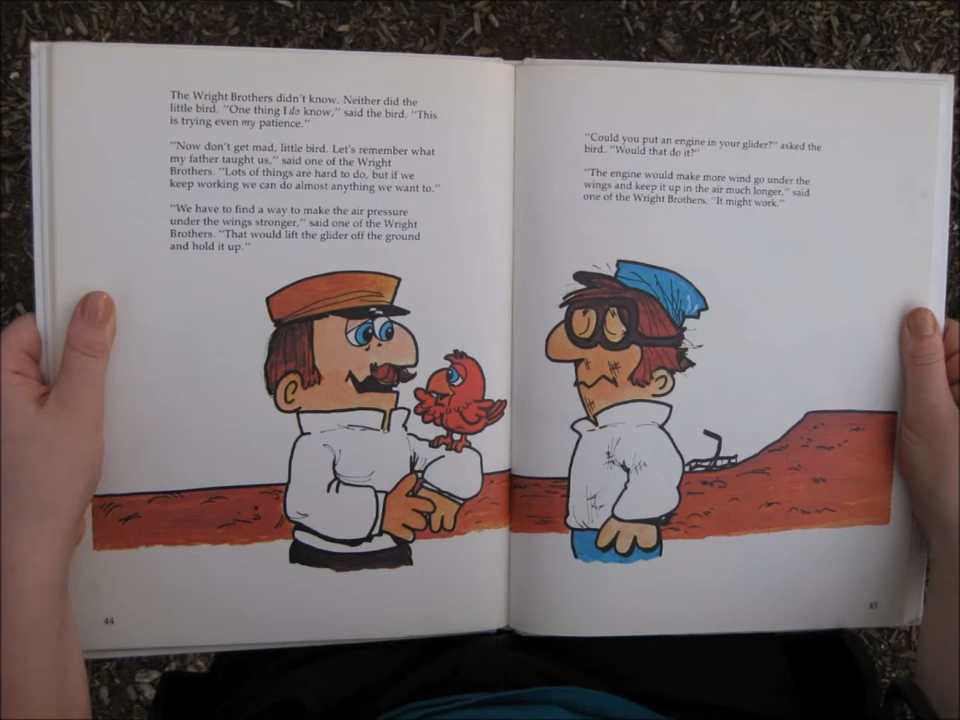 The Wright Brothers didn't know. Neither did the
little bird. "One thing I do know," said the bird. "This
is trying even my patience."
"Now don't get mad, little bird. Let's remember what
my father taught us," said one of the Wright
Brothers. "Lots of things are hard to do, but if we
keep working we can do almost anything we want to."
"We have to find a way to make the air pressure
under the wings stronger," said one of the Wright
Brothers. "That would lift the glider off the ground
and hold it up."
44
"Could you put an engine in your glider?" asked the
bird. "Would that do it?"
"The engine would make more wind go under the
wings and keep it up in the air much longer," said
one of the Wright Brothers. "It might work."
45